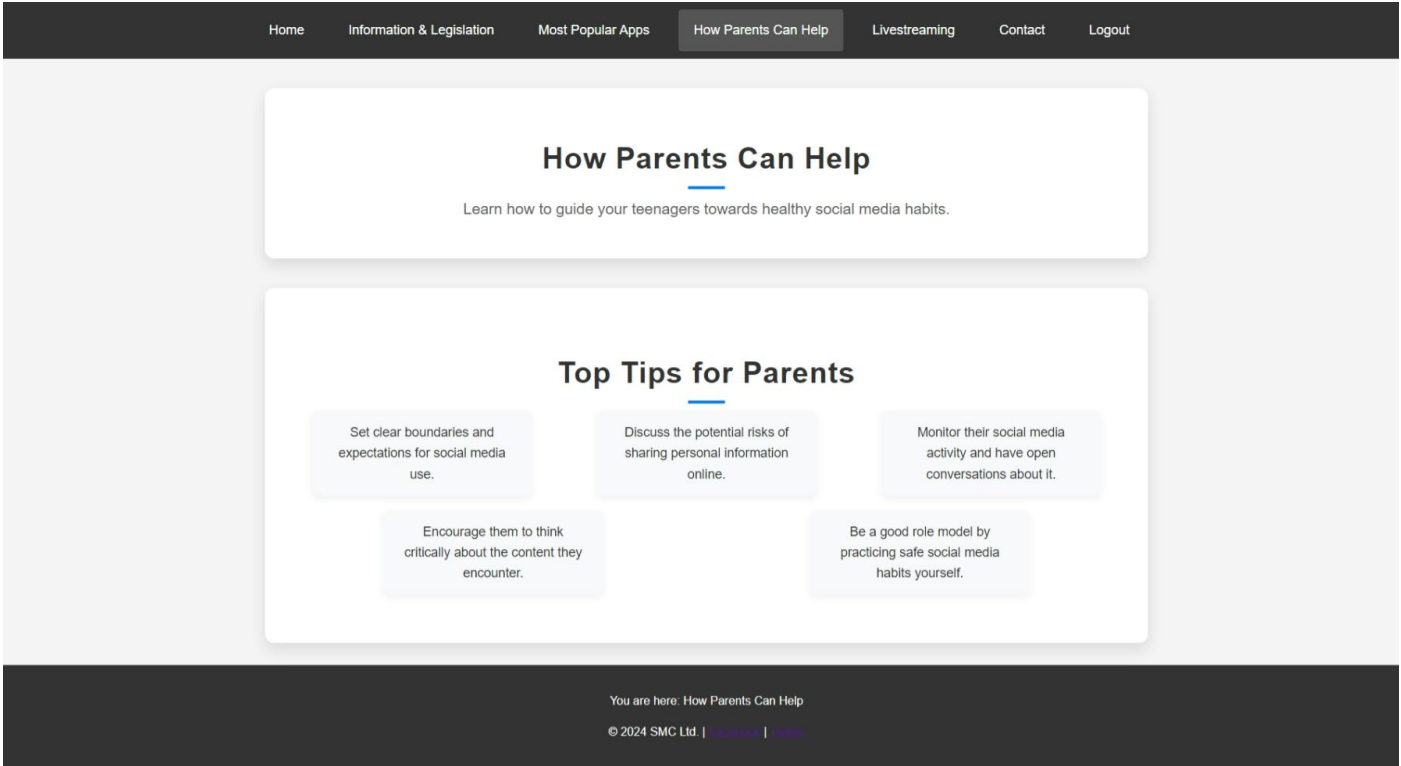 Home Information & Legislation Most Popular Apps How Parents Can Help Livestreaming Contact Logout
How Parents Can Help
Learn how to guide your teenagers towards healthy social media habits.
Top Tips for Parents
Set clear boundaries and
expectations for social media
use.
Discuss the potential risks of
sharing personal information
online.
Monitor their social media
activity and have open
conversations about it.
Encourage them to think
critically about the content they
encounter.
Be a good role model by
practicing safe social media
habits yourself.
You are here: How Parents Can Help
© 2024 SMC Ltd. | |